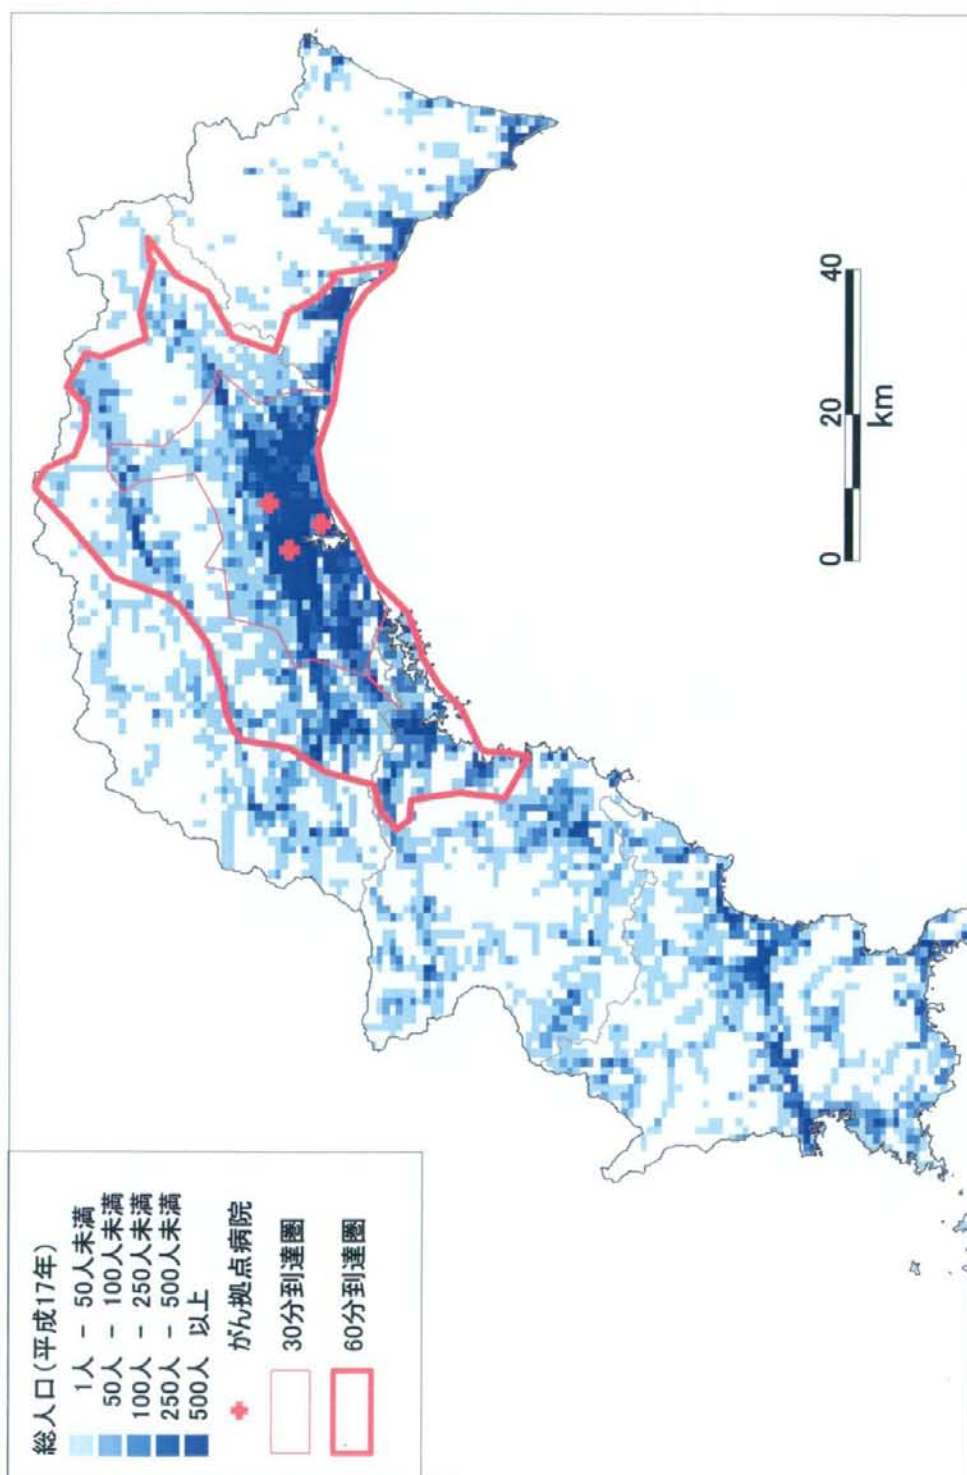 総人口(平成17年)
1人 - 50人未満
50人 - 100人未満
100人 - 250人未満
250人 - 500人未満
500人 以上
がん拠点病院
30分到達圏
60分到達圏
0 20 40
km